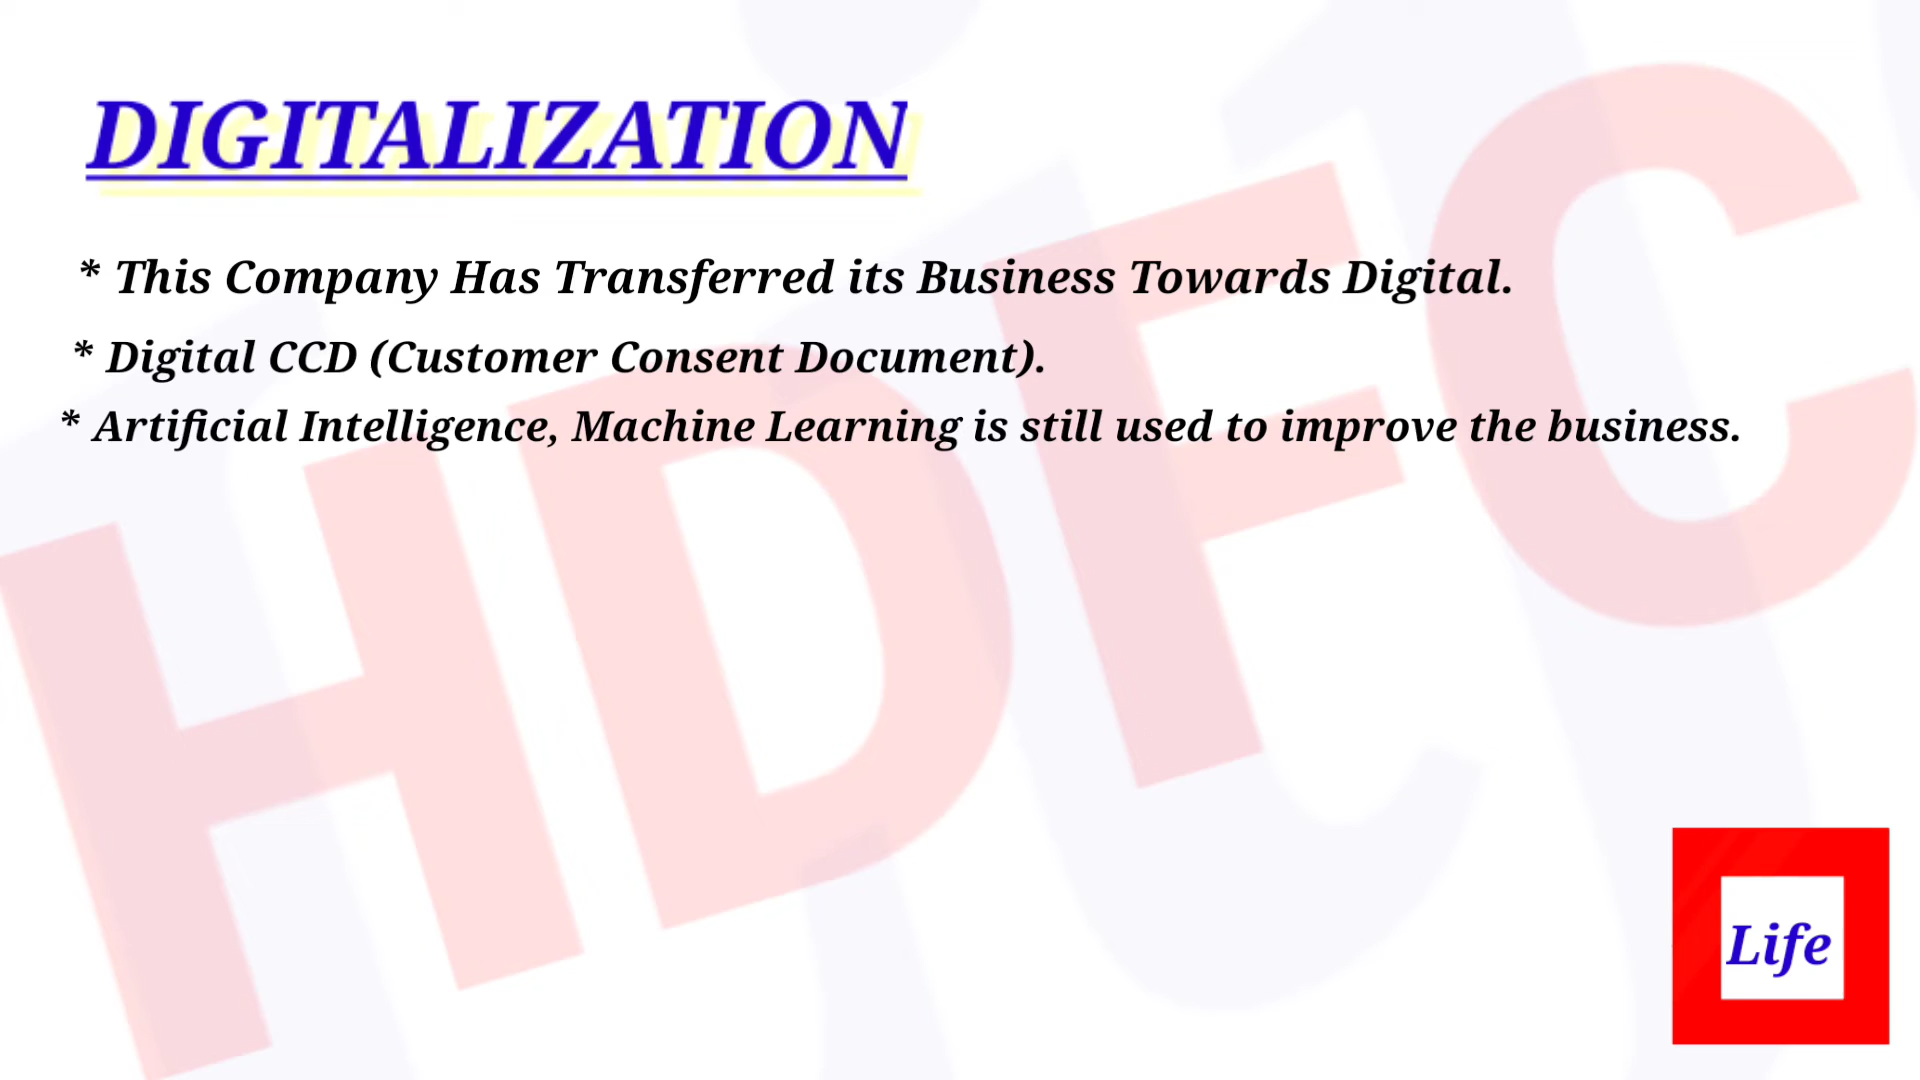 DIGITALIZATION
* This Company Has Transferred its Business Towards Digital.
* Digital CCD (Customer Consent Document).
* Artificial Intelligence, Machine Learning is still used to improve the business.
HDFC
Life
Life